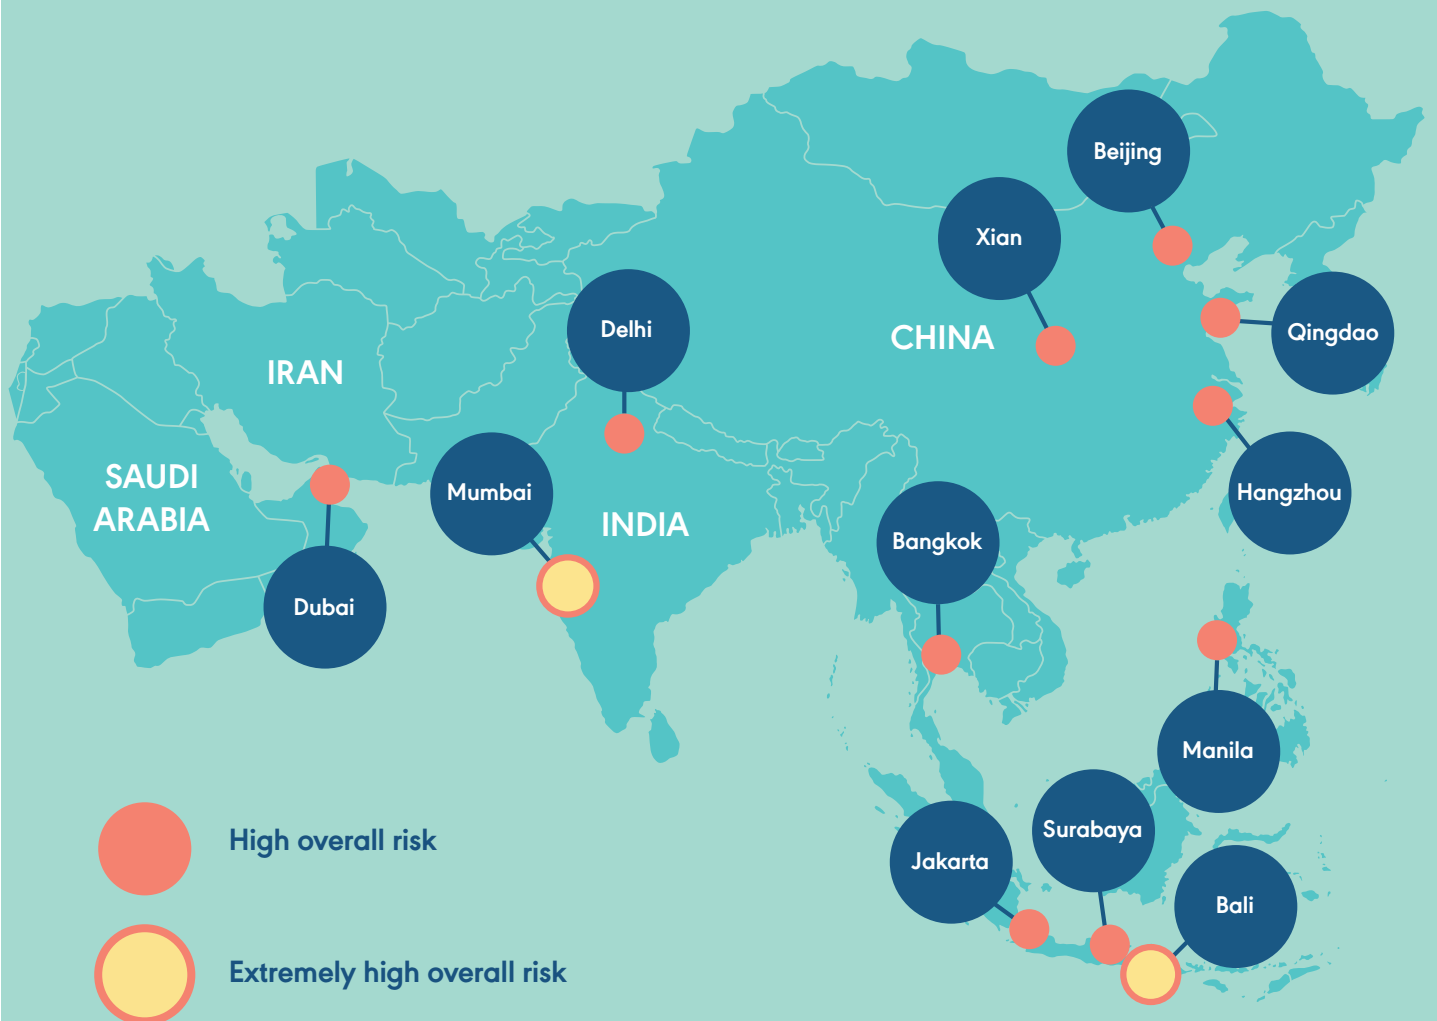 Beijing
Xian
Delhi
Qingdao
CHINA
IRAN
SAUDI
ARABIA
Mumbai
Hangzhou
INDIA
Bangkok
Dubai
Manila
Surabaya
Jakarta
Bali
High overall risk
Extremely high overall risk